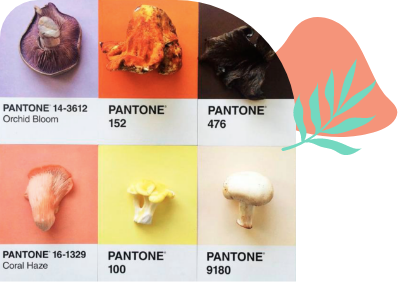 PANTONE® 14-3612
Orchid Bloom
PANTONE®
152
PANTONE®
476
PANTONE® 16-1329
Coral Haze
PANTONE®
100
PANTONE®
9180